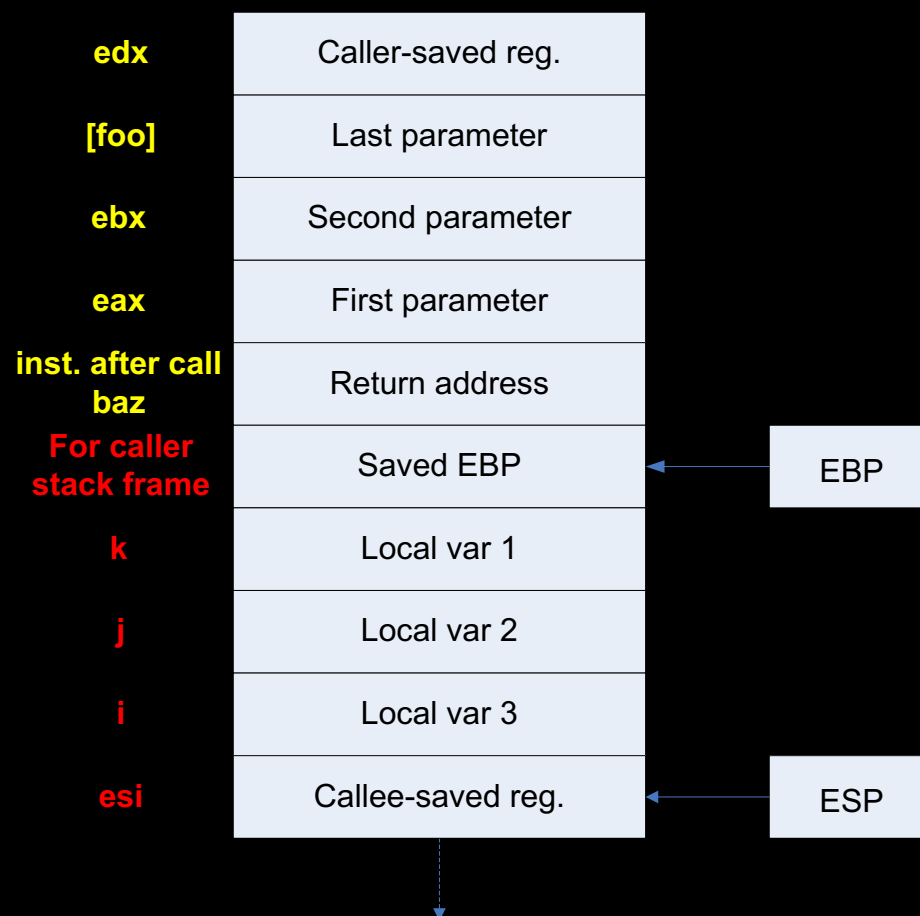 edx Caller-saved reg.
[foo] Last parameter
ebx Second parameter
eax First parameter
inst. after call
baz
Return address
For caller
stack frame
Saved EBP
EBP
k Local var 1
j Local var 2
i Local var 3
esi Callee-saved reg. ESP